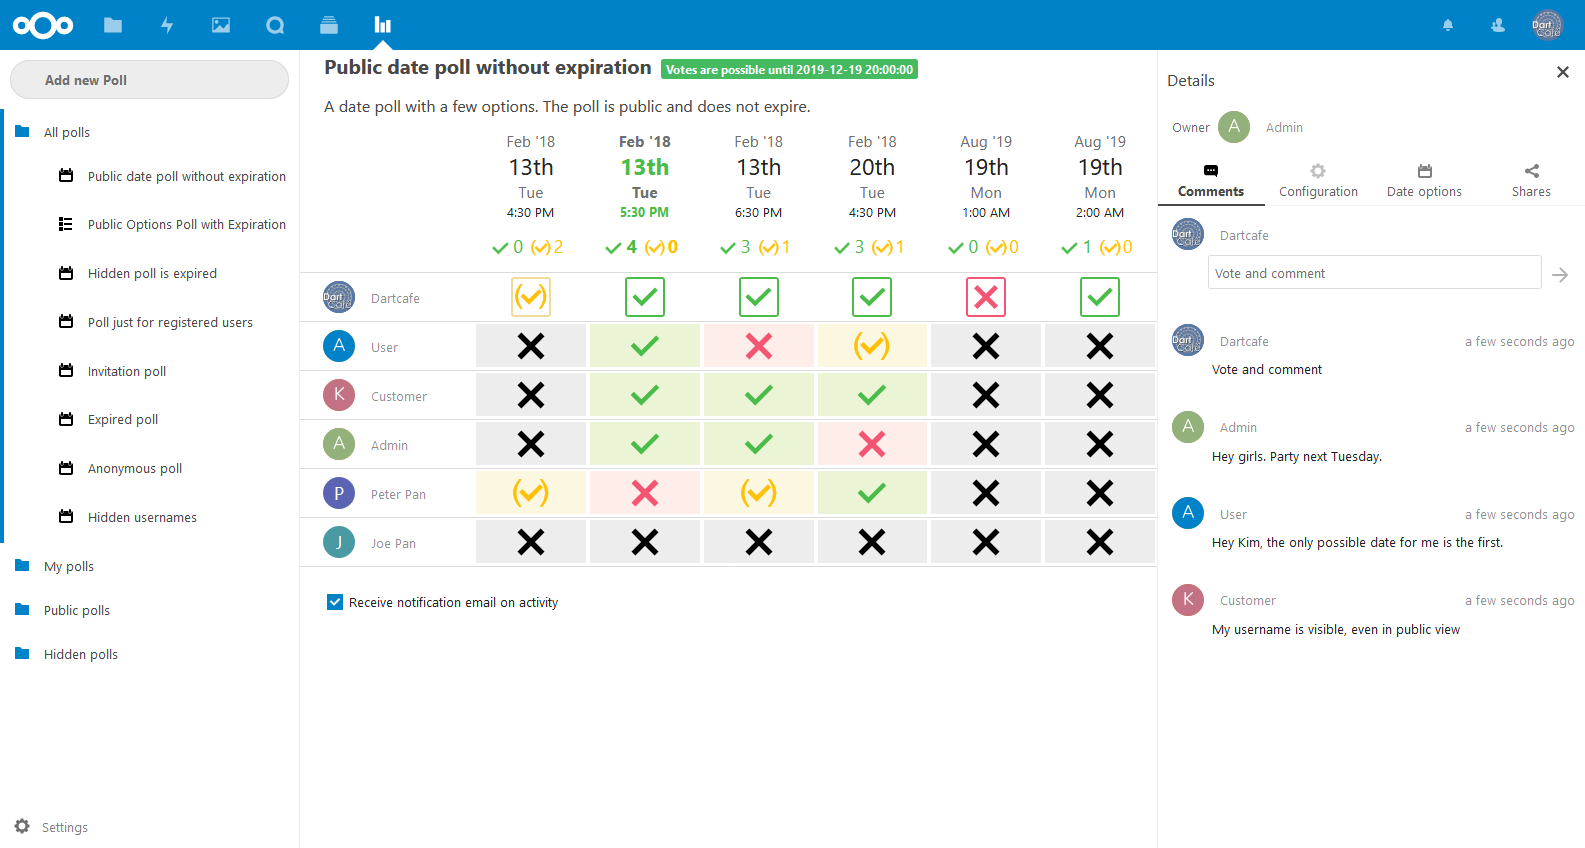 Add new Poll
All polls
Public date poll without expiration
Public Options Poll with Expiration
Hidden poll is expired
Poll just for registered users
Invitation poll
Expired poll
Anonymous poll
Hidden usernames
My polls
Public polls
Hidden polls
Settings
Public date poll without expiration Votes are possible until 2019-12-19 20:00:00
A date poll with a few options. The poll is public and does not expire.
Feb '18 Feb '18 Feb '18 Feb '18 Aug '19 Aug '19
13th 13th 13th 20th 19th 19th
Tue Tue Tue Tue Mon Mon
4:30 PM 5:30 PM 6:30 PM 4:30 PM 1:00 AM 2:00 AM
0 2 4 0 3 1 3 1 0 0 1 0
Dart Cafe Dartcafe
A User
K Customer
A Admin
P Peter Pan
J Joe Pan
Receive notification email on activity
Dart Cafe
Details
Owner A Admin
Comments Configuration Date options Shares
Dart Cafe Dartcafe
Vote and comment
Dart Cafe Dartcafe a few seconds ago
Vote and comment
A Admin a few seconds ago
Hey girls. Party next Tuesday.
A User a few seconds ago
Hey Kim, the only possible date for me is the first.
K Customer a few seconds ago
My username is visible, even in public view